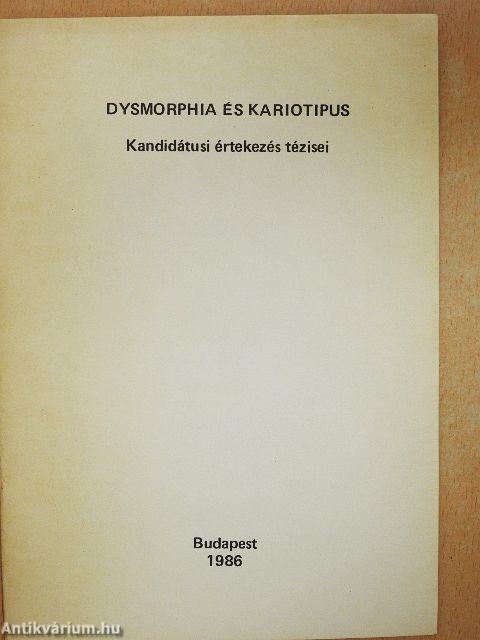 DYSMORPHIA ÉS KARIOTIPUS
Kandidátusi értekezés tézisei
Budapest
1986
Antikvárium.hu